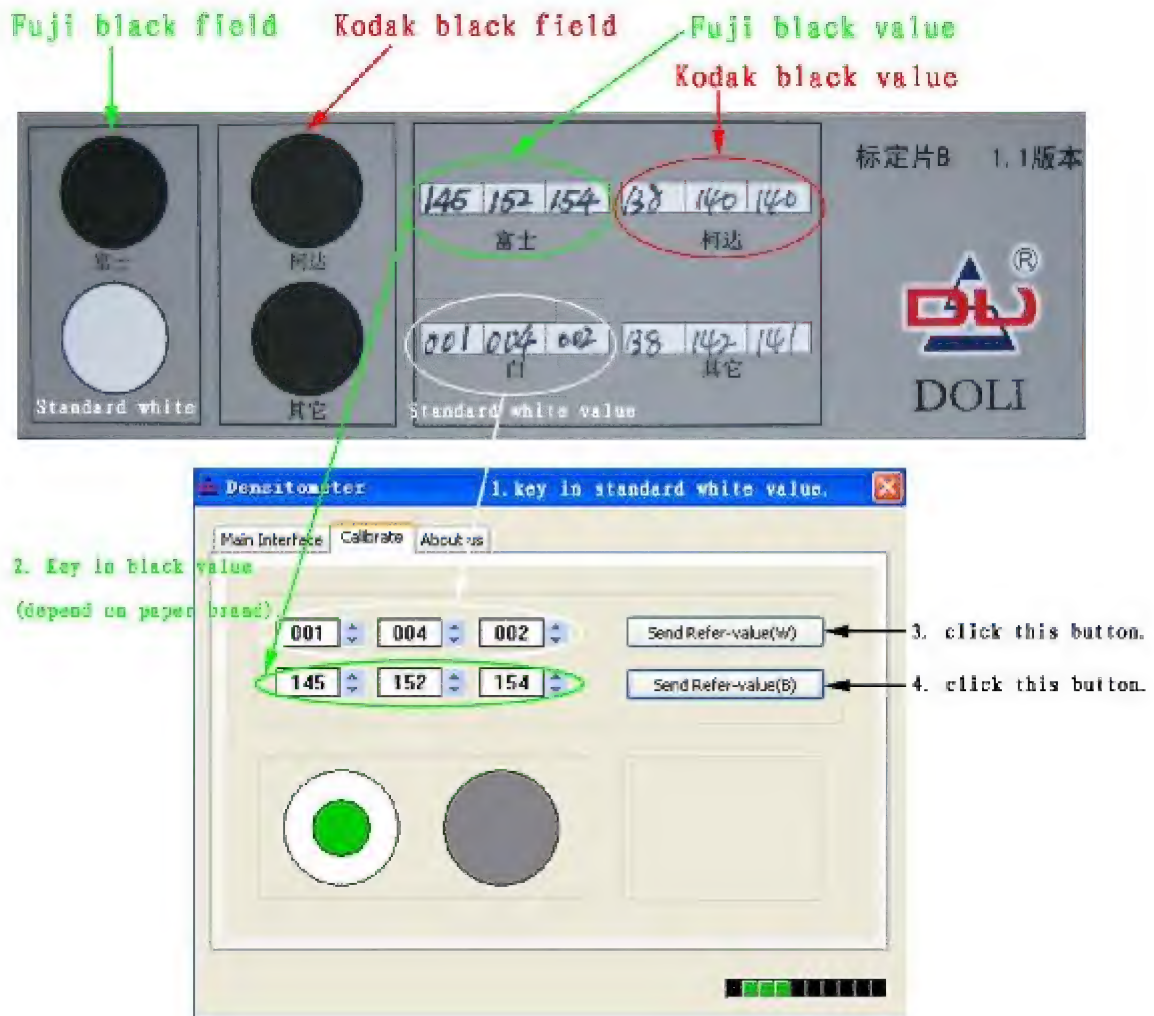 Fuji black field
Kodak black field
Fuji black value
Kodak black value
标定片B 1.1版本
145 152 154
138 140 140
富士
柯达
富士
柯达
®
001 004 002
138 142 141
白
其它
DOLI
Standard white
其它
Standard white value
Densitometer
1. key in standard white value.
Main Interface
Calibrate
About us
2. Key in black value
(depend on paper brand)
001
004
002
Send Refer-value(W)
3. click this button.
145
152
154
Send Refer-value(B)
4. click this button.